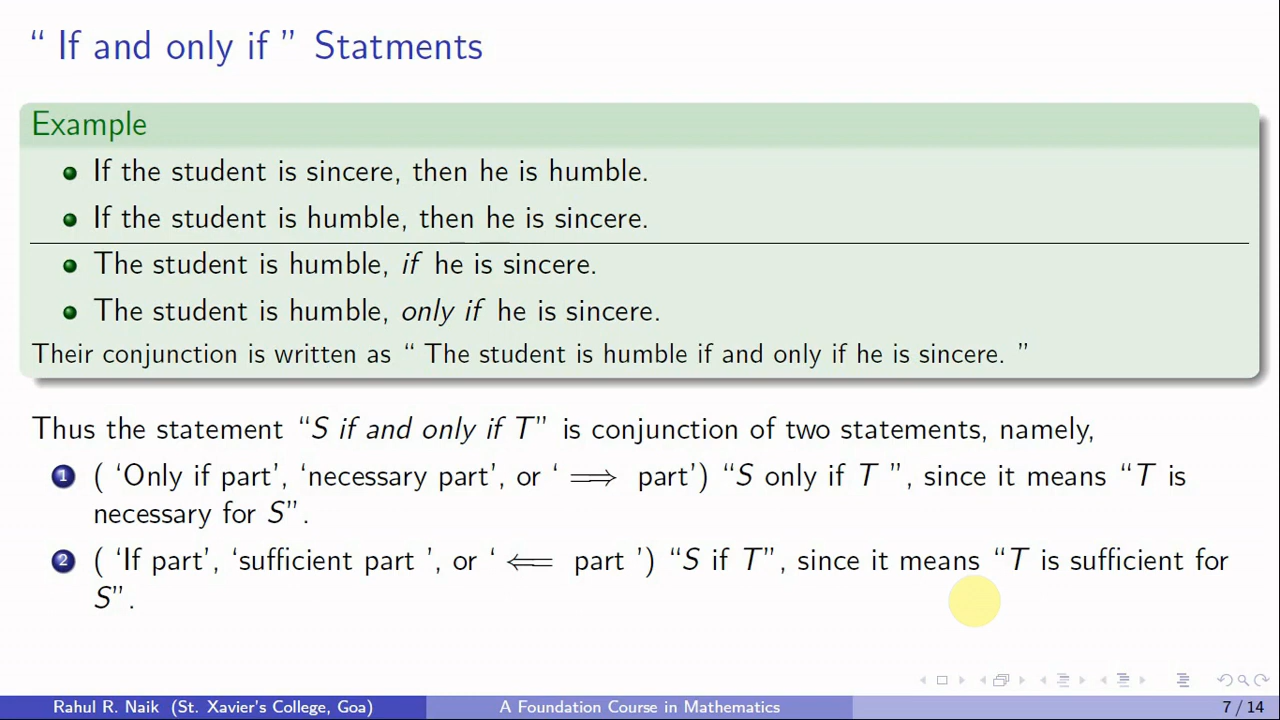 “ If and only if ” Statments
Example
If the student is sincere, then he is humble.
If the student is humble, then he is sincere.
The student is humble, if he is sincere.
The student is humble, only if he is sincere.
Their conjunction is written as “ The student is humble if and only if he is sincere. ”
Thus the statement “S if and only if T” is conjunction of two statements, namely,
1 ( ‘Only if part’, ‘necessary part’, or ‘ ⟹ part’) “S only if T ”, since it means “T is
necessary for S”.
2 ( ‘If part’, ‘sufficient part ’, or ‘ ⟸ part ’) “S if T”, since it means “T is sufficient for
S”.
Rahul R. Naik (St. Xavier's College, Goa) A Foundation Course in Mathematics 7 / 14